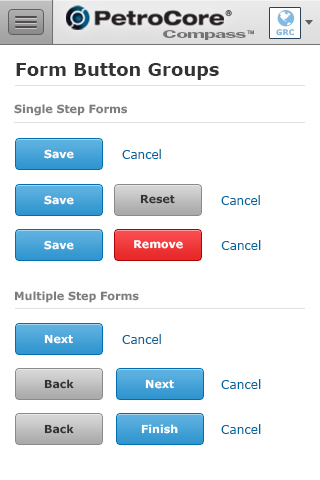 PetroCore®
Compass™
GRC
Form Button Groups
Single Step Forms
Save Cancel
Save Reset Cancel
Save Remove Cancel
Multiple Step Forms
Next Cancel
Back Next Cancel
Back Finish Cancel